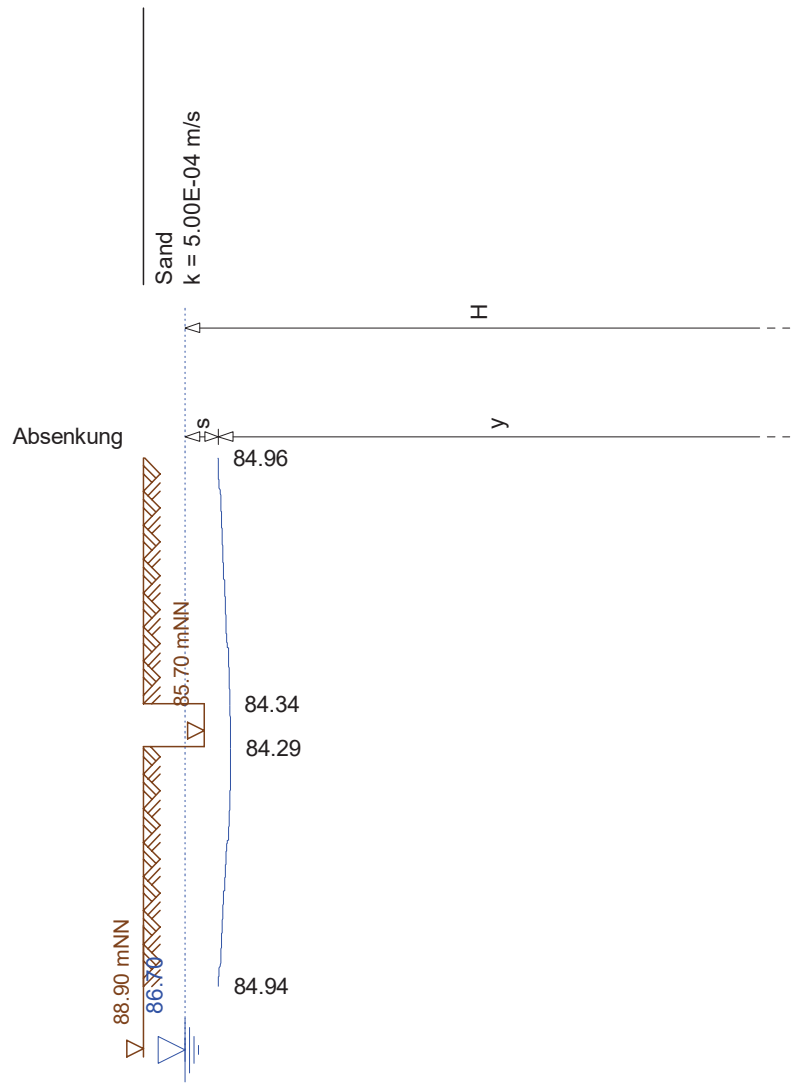 Sand
k = 5.00E-04 m/s
H
Absenkung
s
y
84.96
85.70 mNN
84.34
84.29
88.90 mNN
86.70
84.94